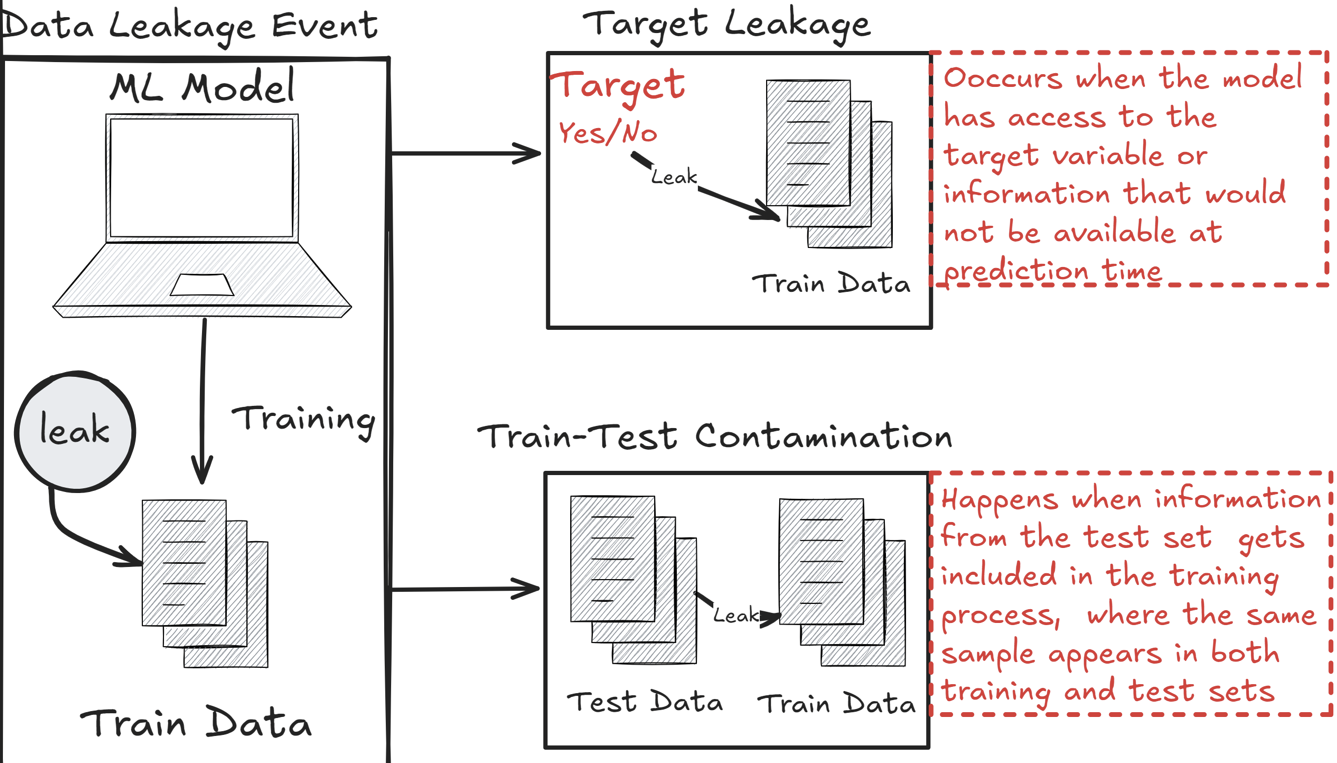 Data Leakage Event
ML Model
leak
Training
Train Data
Target Leakage
Target
Yes/No
Leak
Train Data
Ooccurs when the model
has access to the
target variable or
information that would
not be available at
prediction time
Train-Test Contamination
Leak
Test Data
Train Data
Happens when information
from the test set gets
included in the training
process, where the same
sample appears in both
training and test sets